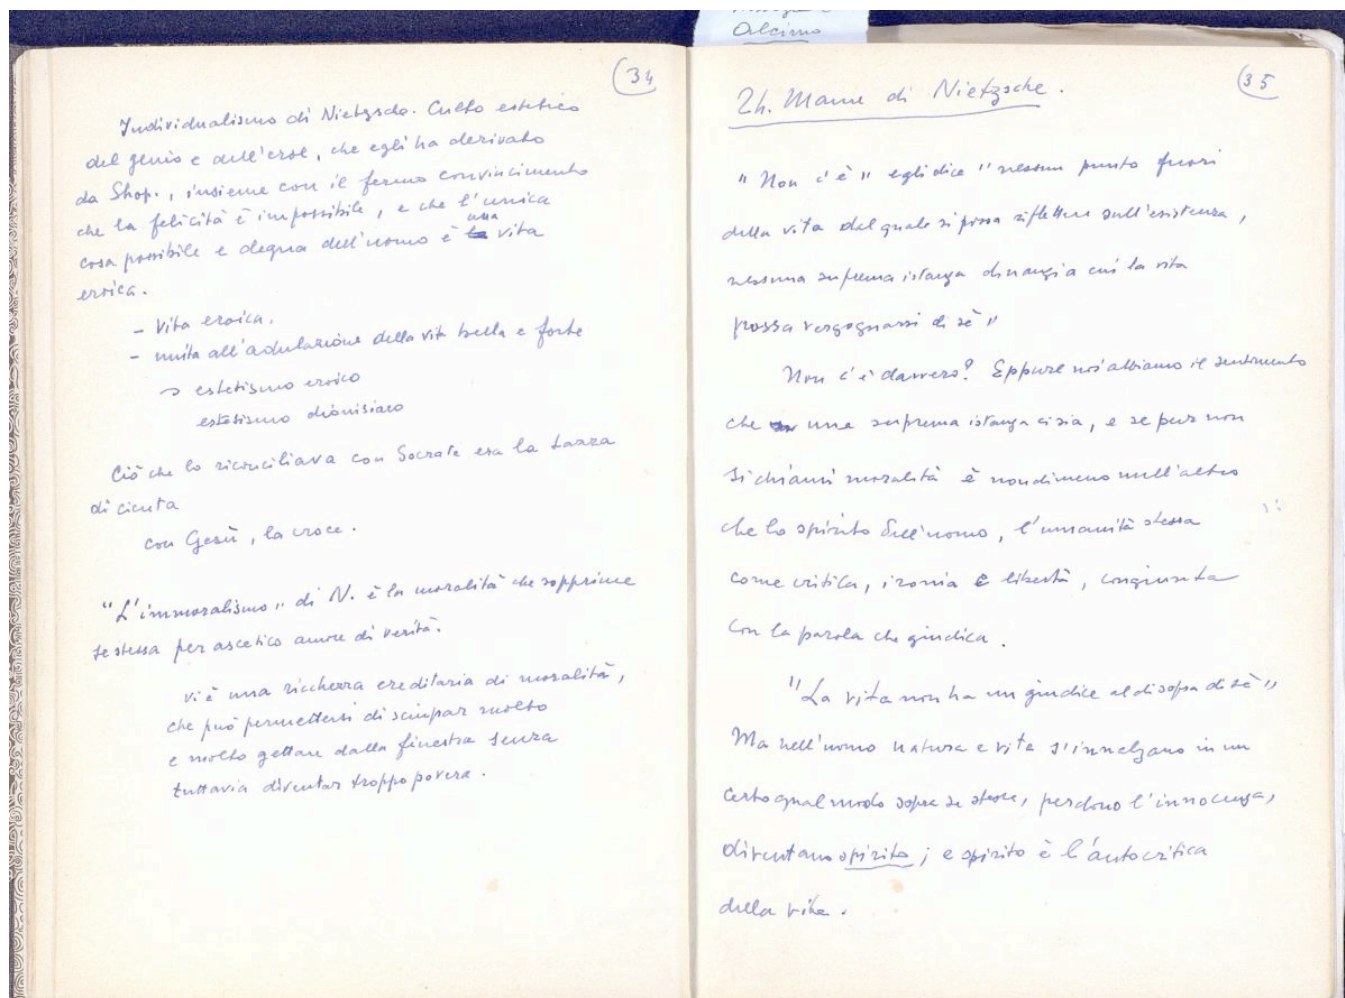 Alcimo
34
Individualismo di Nietzsche. Culto estetico
del genio e dell'eroe, che egli ha derivato
da Shop., insieme con il fermo convincimento
che la felicità è impossibile, e che l'unica
una
cosa possibile e degna dell'uomo è la vita
eroica.
- Vita eroica,
- unita all'adulazione della vita bella e forte
→ estetismo eroico
estetismo dionisiaco
Ciò che lo riconciliava con Socrate era la tazza
di cicuta
con Gesù, la croce.
"L'immoralismo" di N. è la moralità che sopprime
se stessa per ascetico amore di verità.
vi è una ricchezza ereditaria di moralità,
che può permettersi di sciupar molto
e molto gettare dalla finestra senza
tuttavia diventar troppo povera.
35
Th. Mann di Nietzsche.
"Non c'è" egli dice "nessun punto fuori
della vita dal quale si possa riflettere sull'esistenza,
nessuna suprema istanza dinanzi a cui la vita
possa vergognarsi di sè"
Non c'è davvero? Eppure noi abbiamo il sentimento
che una suprema istanza ci sia, e se pur non
si chiami moralità è nondimeno null'altro
che lo spirito dell'uomo, l'umanità stessa
come critica, ironia e libertà, congiunta
con la parola che giudica.
"La vita non ha un giudice al di sopra di sè"
Ma nell'uomo natura e vita s'innalzano in un
certo qual modo sopra se stesse, perdono l'innocenza,
diventano spirito; e spirito è l'autocritica
della vita.